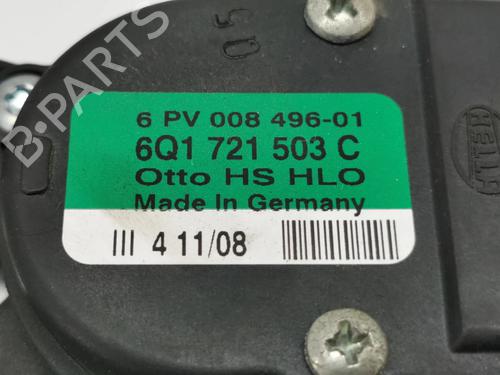 50
6 PV 008 496-01
6Q1 721 503 C
Otto HS HLO
Made In Germany
III 4 11/08
HELLA